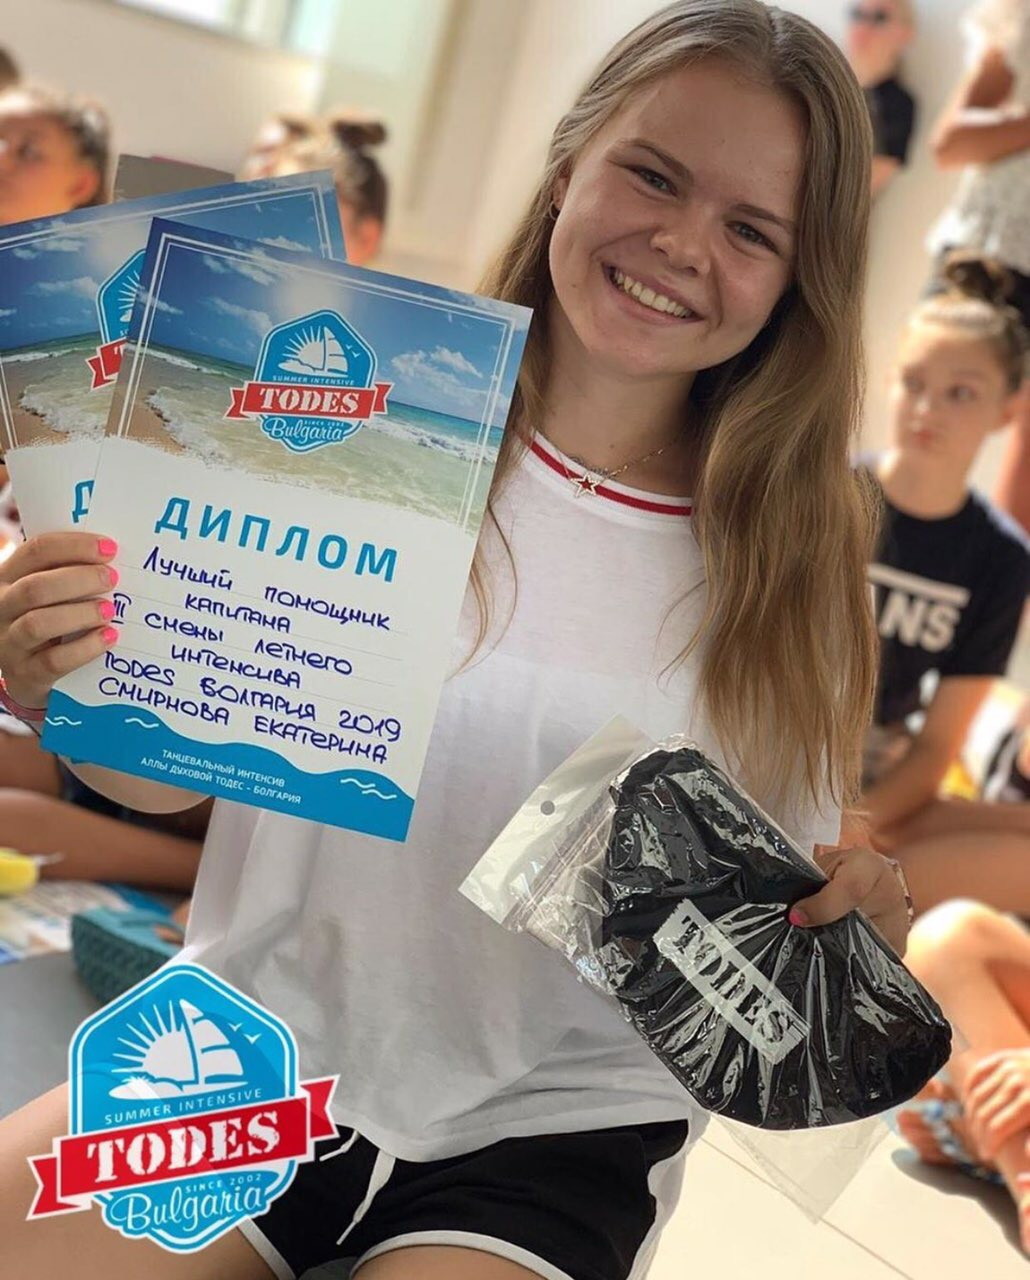 SUMMER INTENSIVE
TODES
SINCE 2002
Bulgaria
ДИПЛОМ
Лучший помощник
капитана
III смены летнего
интенсива
TODES БОЛГАРИЯ 2019
СМИРНОВА ЕКАТЕРИНА
ТАНЦЕВАЛЬНЫЙ ИНТЕНСИВ
АЛЛЫ ДУХОВОЙ ТОДЕС - БОЛГАРИЯ
Д
ANS
TODES
SUMMER INTENSIVE
TODES
SINCE 2002
Bulgaria